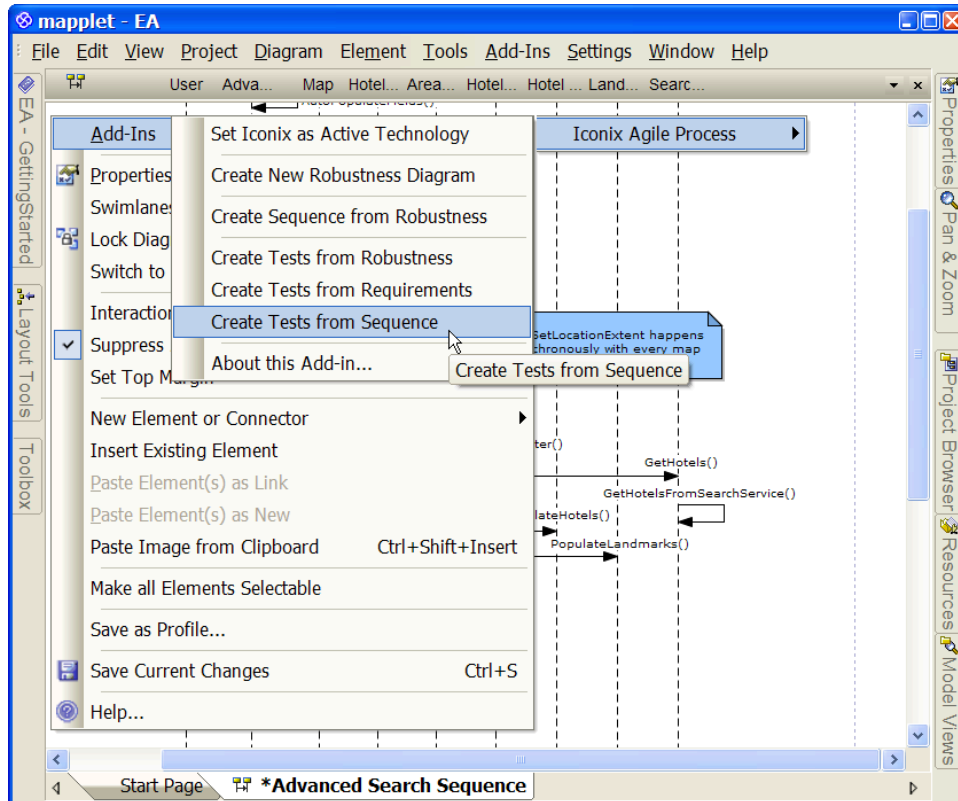 mapplet - EA
File Edit View Project Diagram Element Tools Add-Ins Settings Window Help
User Adva... Map Hotel... Area... Hotel... Hotel ... Land... Searc...
EA - GettingStarted
Layout Tools
Toolbox
Add-Ins
Properties
Swimlanes
Lock Diag
Switch to
Interaction
Suppress
Set Top Margin
New Element or Connector
Insert Existing Element
Paste Element(s) as Link
Paste Element(s) as New
Paste Image from Clipboard Ctrl+Shift+Insert
Make all Elements Selectable
Save as Profile...
Save Current Changes Ctrl+S
Help...
Set Iconix as Active Technology
Create New Robustness Diagram
Create Sequence from Robustness
Create Tests from Robustness
Create Tests from Requirements
Create Tests from Sequence
About this Add-in...
Create Tests from Sequence
Iconix Agile Process
SetLocationExtent happens
chronously with every map
ter()
GetHotels()
GetHotelsFromSearchService()
lateHotels()
PopulateLandmarks()
Properties
Pan & Zoom
Project Browser
Resources
Model Views
Start Page *Advanced Search Sequence